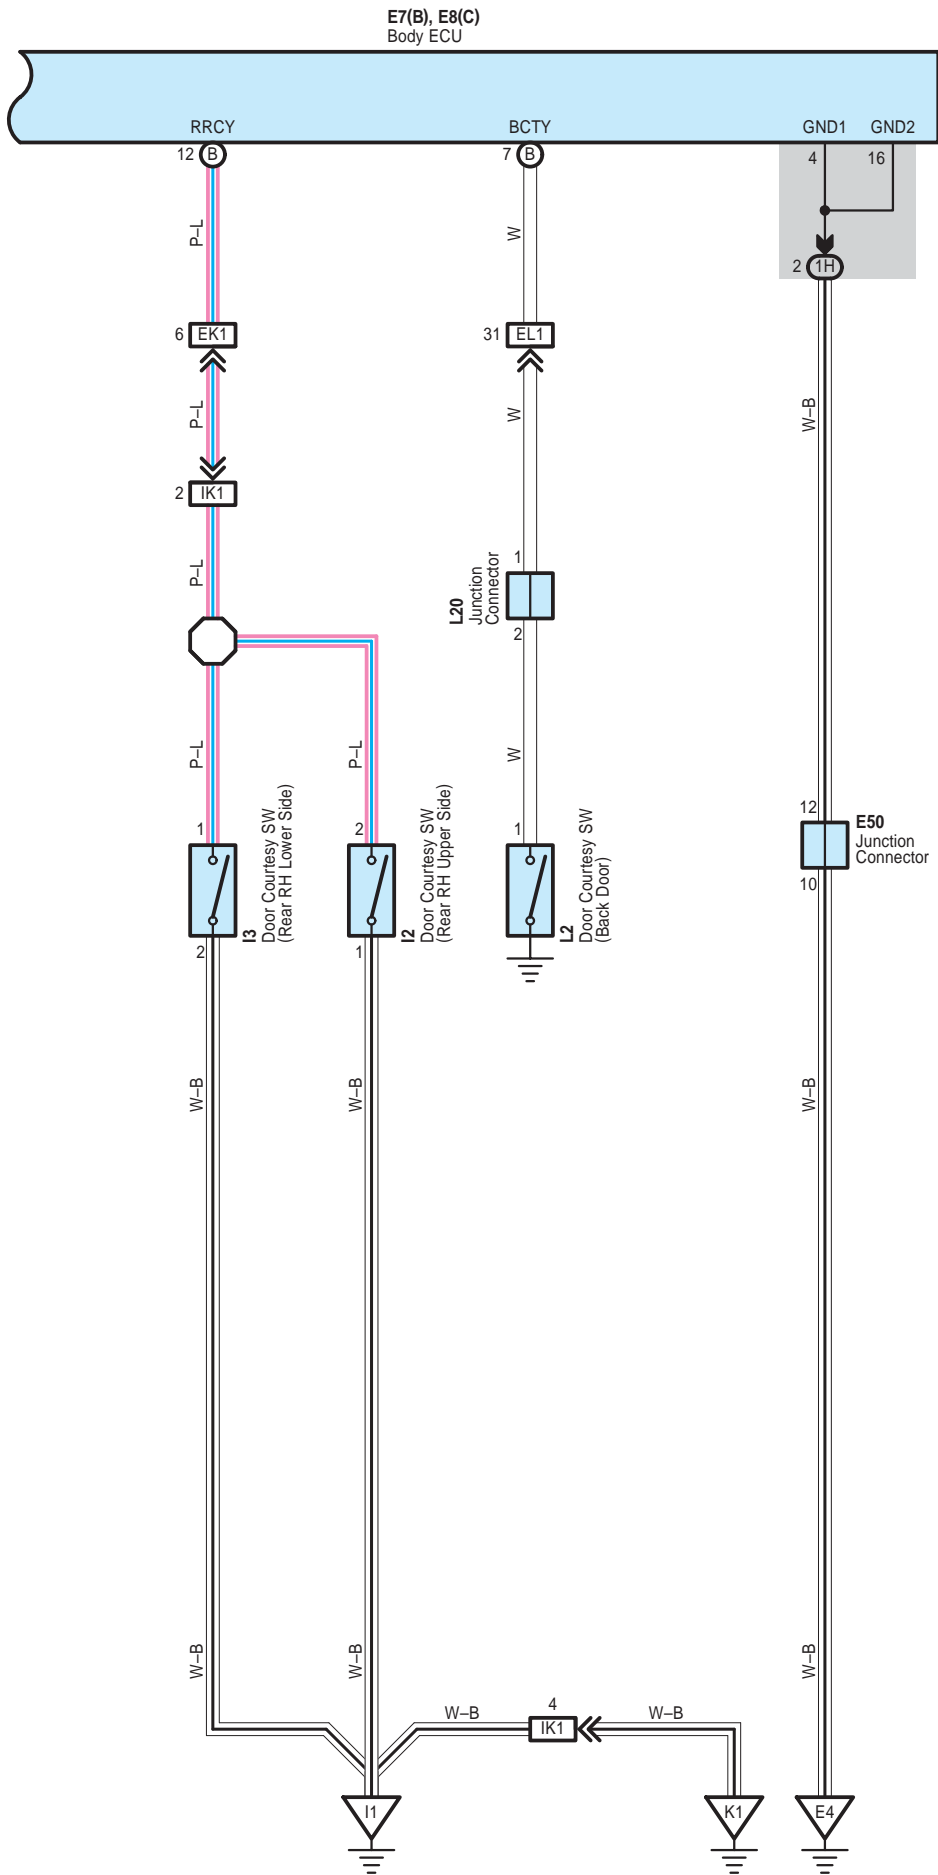 E7(B), E8(C)
Body ECU
RRCY
BCTY
GND1
GND2
12
B
7
B
4
16
P–L
W
2
1H
6
EK1
31
EL1
P–L
W
W–B
2
IK1
P–L
1
L20
Junction
Connector
2
P–L
P–L
W
1
2
1
12
E50
Junction
Connector
10
I3
Door Courtesy SW
(Rear RH Lower Side)
I2
Door Courtesy SW
(Rear RH Upper Side)
L2
Door Courtesy SW
(Back Door)
2
1
W–B
W–B
W–B
W–B
W–B
W–B
W–B
4
IK1
W–B
I1
K1
E4